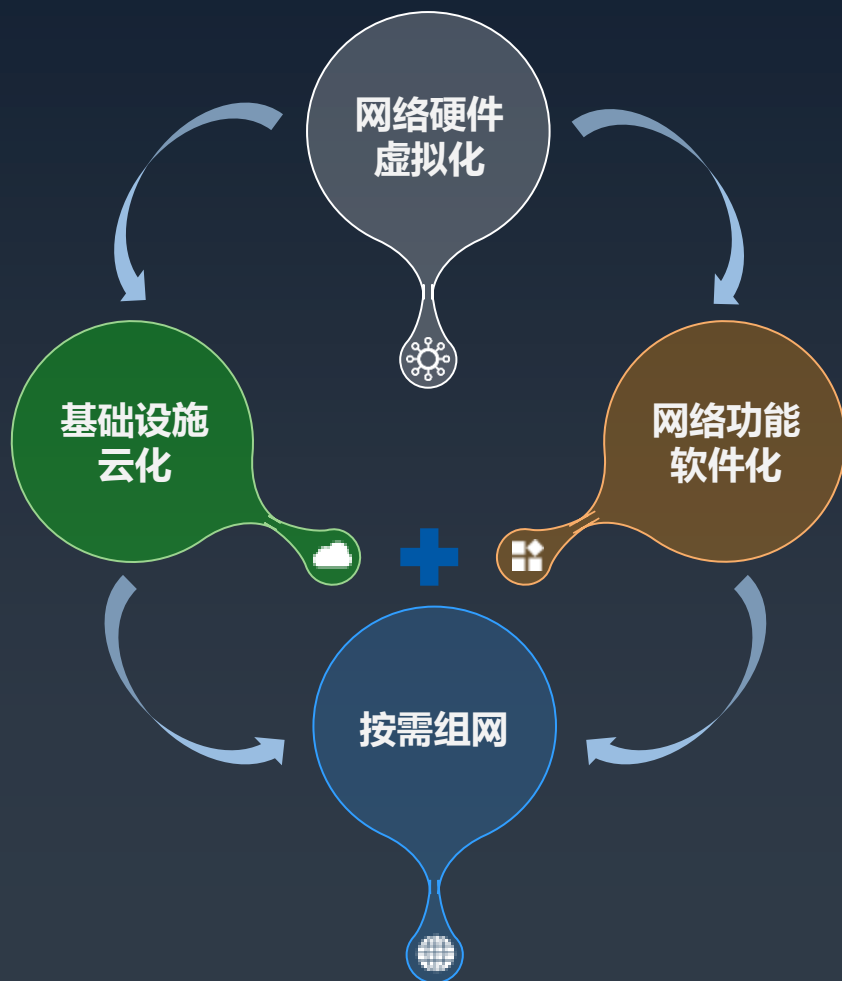 网络硬件
虚拟化
基础设施
云化
网络功能
软件化
按需组网